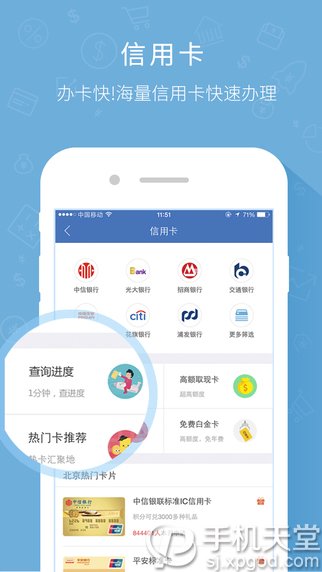 信用卡
办卡快!海量信用卡快速办理
中国移动
11:51
71%
信用卡
中信银行
Bank
光大银行
招商银行
交通银行
citi
花旗银行
浦发银行
更多筛选
查询进度
1分钟，查进度
高额取现卡
超高额度
热门卡推荐
热卡汇聚地
免费白金卡
高额度，免年费
北京热门卡片
中信银行
中信银联标准IC信用卡
积分可兑3000多种礼品
平安标
手机天堂
sj.xpgod.com